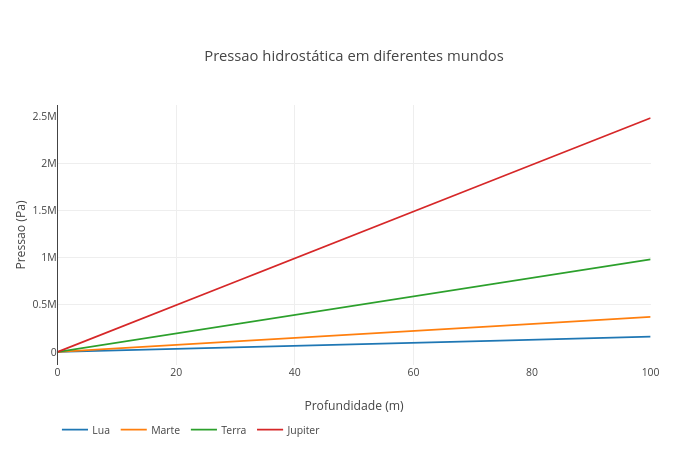 Pressao hidrostática em diferentes mundos
Pressao (Pa)
2.5M
2M
1.5M
1M
0.5M
0
0 20 40 60 80 100
Profundidade (m)
Lua Marte Terra Jupiter